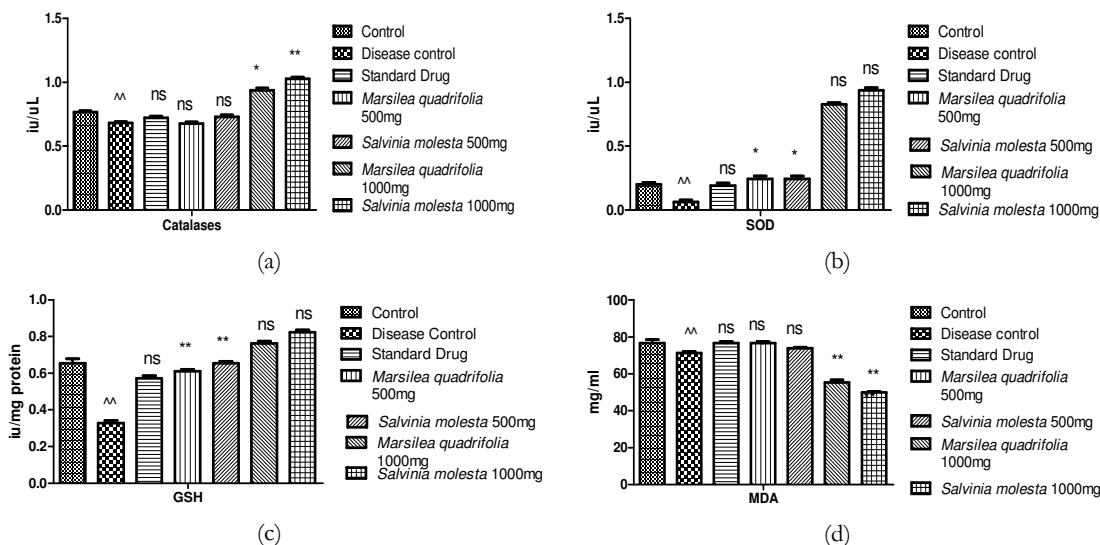 1.5
1.0
0.5
0.0
iu/uL
^^
ns
ns
ns
*
**
Catalases
Control
Disease control
Standard Drug
Marsilea quadrifolia
500mg
Salvinia molesta 500mg
Marsilea quadrifolia
1000mg
Salvinia molesta 1000mg
(a)
1.5
1.0
0.5
0.0
iu/uL
^^
ns
*
*
ns
ns
SOD
Control
Disease control
Standard Drug
Marsilea quadrifolia
500mg
Salvinia molesta 500mg
Marsilea quadrifolia
1000mg
Salvinia molesta 1000mg
(b)
1.0
0.8
0.6
0.4
0.2
0.0
iu/mg protein
^^
ns
**
**
ns
ns
GSH
Control
Disease Control
Standard Drug
Marsilea quadrifolia
500mg
Salvinia molesta 500mg
Marsilea quadrifolia
1000mg
Salvinia molesta 1000mg
(c)
100
80
60
40
20
0
mg/ml
^^
ns
ns
ns
**
**
MDA
Control
Disease control
Standard Drug
Marsilea quadrifolia
500mg
Salvinia molesta 500mg
Marsilea quadrifolia
1000mg
Salvinia molesta 1000mg
(d)